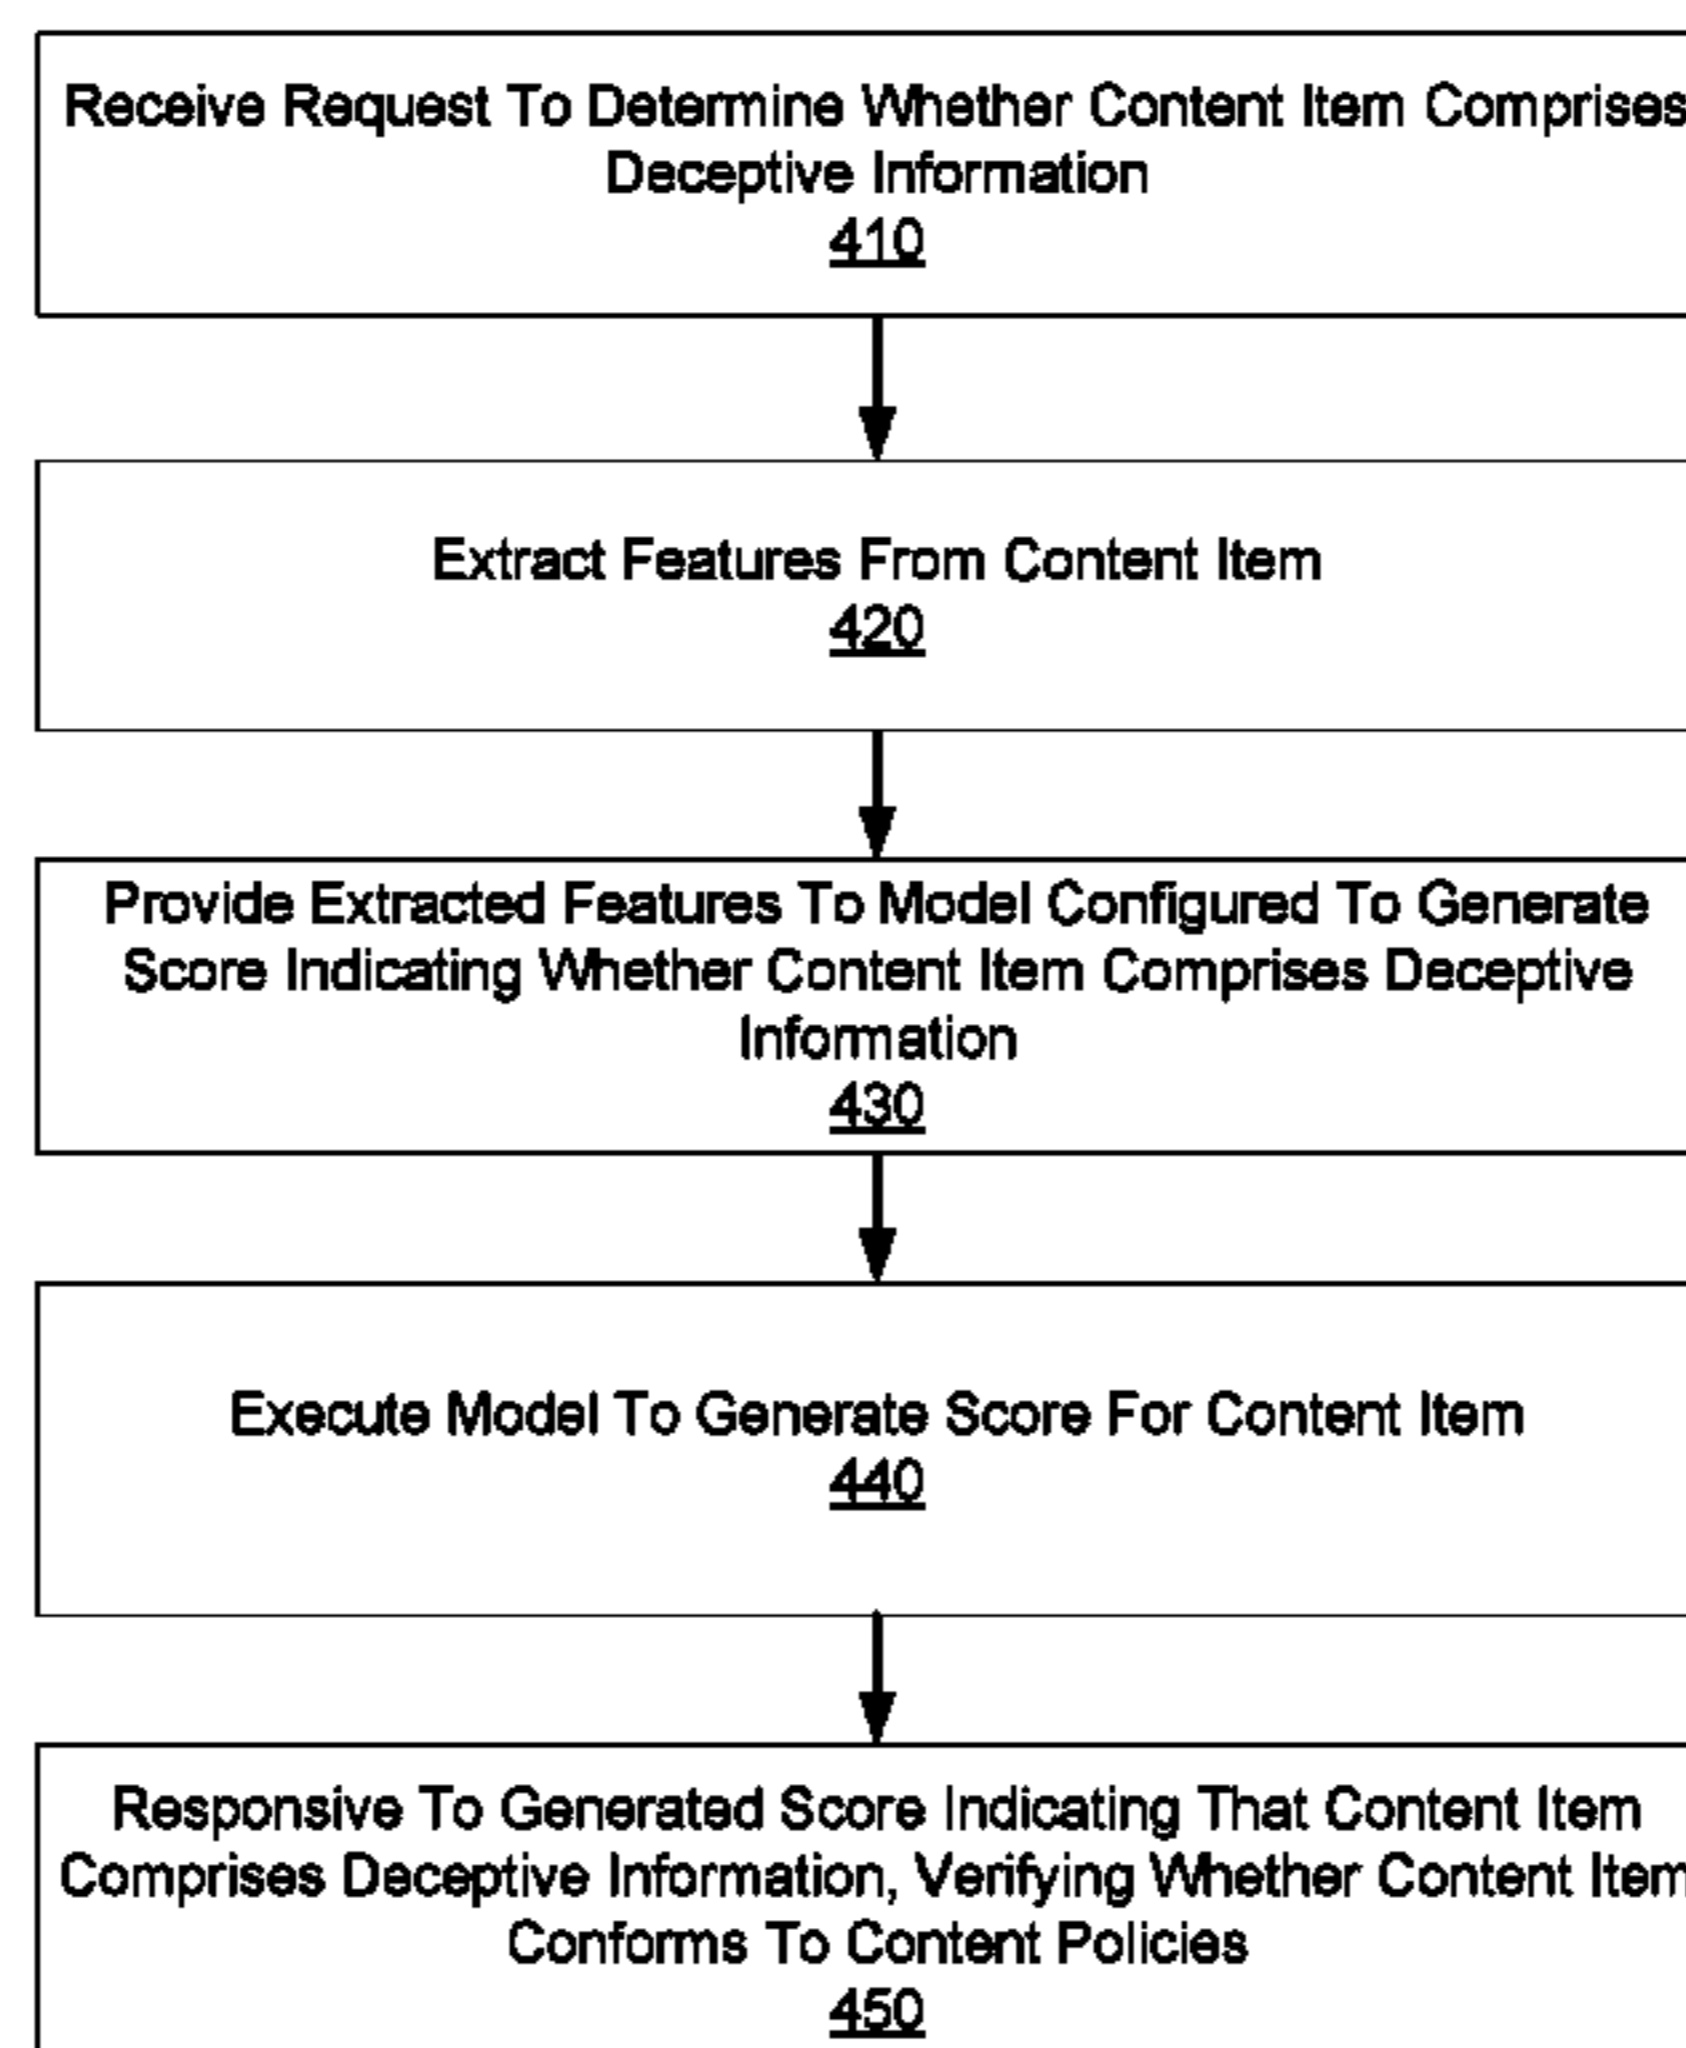 Receive Request To Determine Whether Content Item Comprises
Deceptive Information
410
Extract Features From Content Item
420
Provide Extracted Features To Model Configured To Generate
Score Indicating Whether Content Item Comprises Deceptive
Information
430
Execute Model To Generate Score For Content Item
440
Responsive To Generated Score Indicating That Content Item
Comprises Deceptive Information, Verifying Whether Content Item
Conforms To Content Policies
450